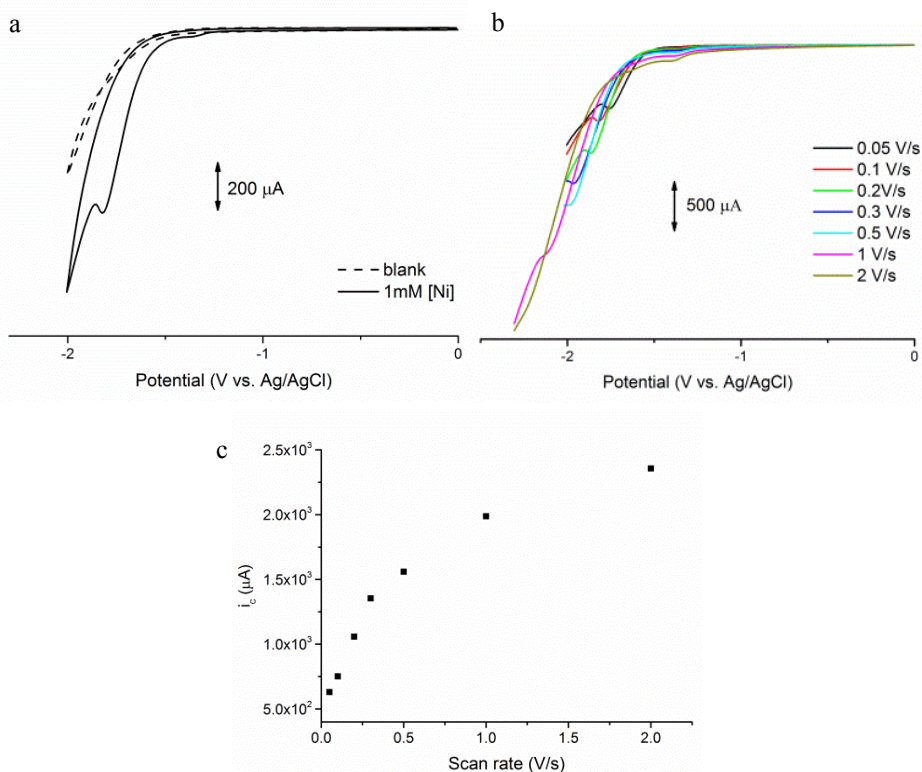 a
200 µA
blank
1mM [Ni]
-2 -1 0
Potential (V vs. Ag/AgCl)
b
0.05 V/s
0.1 V/s
0.2V/s
0.3 V/s
0.5 V/s
1 V/s
2 V/s
500 µA
-2 -1 0
Potential (V vs. Ag/AgCl)
c
2.5x10³
2.0x10³
1.5x10³
1.0x10³
5.0x10²
i_c (µA)
0.0 0.5 1.0 1.5 2.0
Scan rate (V/s)